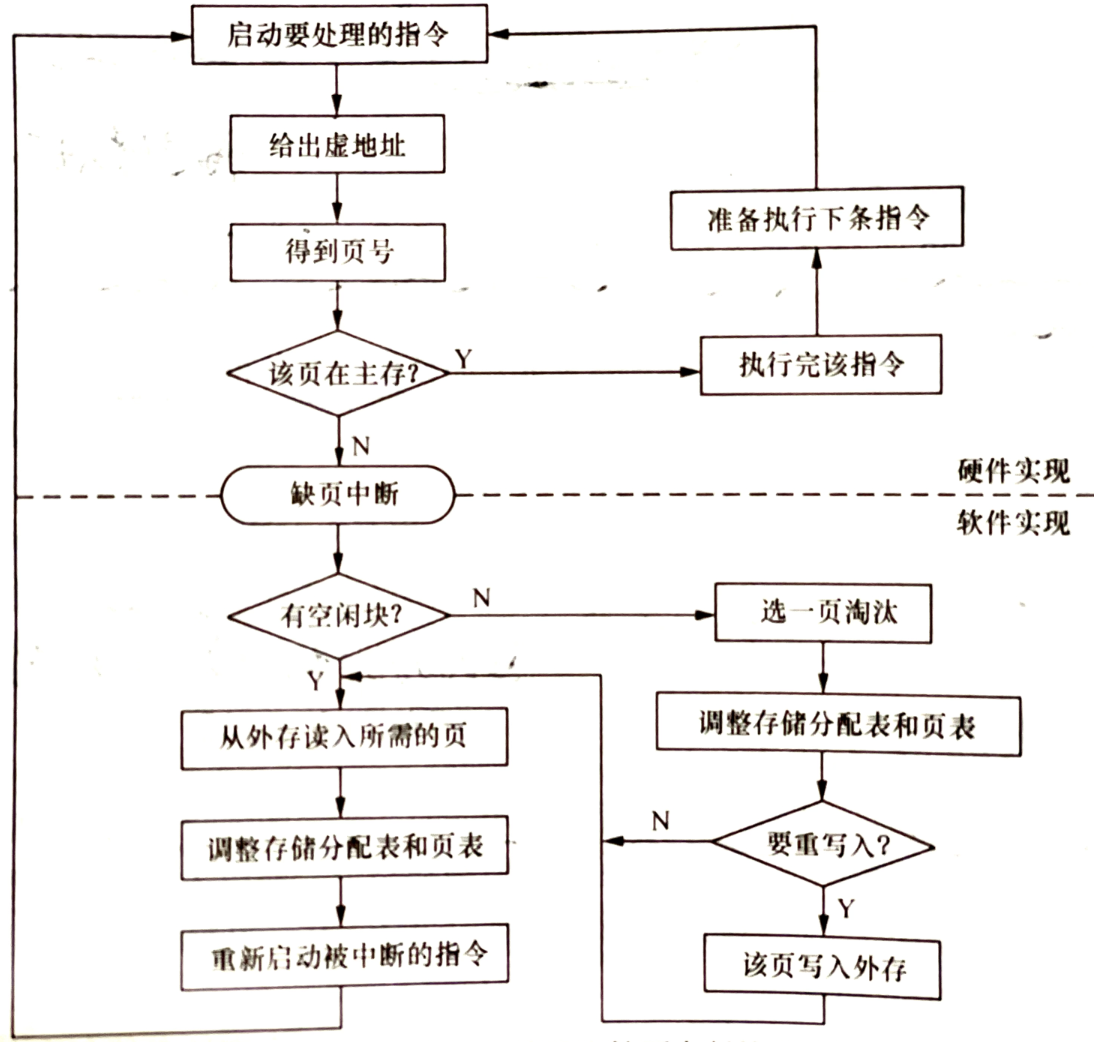 启动要处理的指令
给出虚地址
得到页号
准备执行下条指令
该页在主存?
Y
执行完该指令
N
缺页中断
硬件实现
软件实现
有空闲块?
N
选一页淘汰
Y
从外存读入所需的页
调整存储分配表和页表
调整存储分配表和页表
N
要重写入?
Y
重新启动被中断的指令
该页写入外存